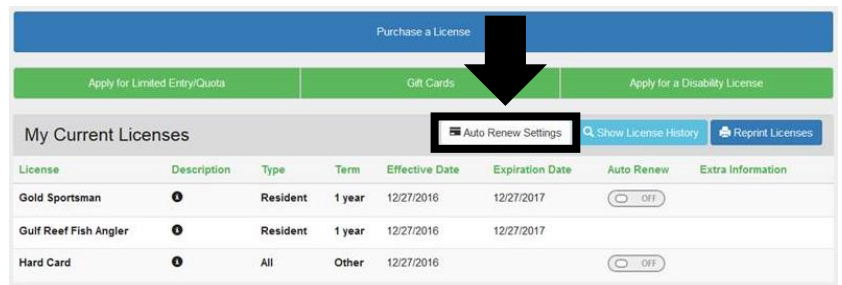 Purchase a License
Apply for Limited Entry/Quota Gift Cards Apply for a Disability License
My Current Licenses Auto Renew Settings Show License History Reprint Licenses
License Description Type Term Effective Date Expiration Date Auto Renew Extra Information
Gold Sportsman Resident 1 year 12/27/2016 12/27/2017 OFF
Gulf Reef Fish Angler Resident 1 year 12/27/2016 12/27/2017
Hard Card All Other 12/27/2016 OFF